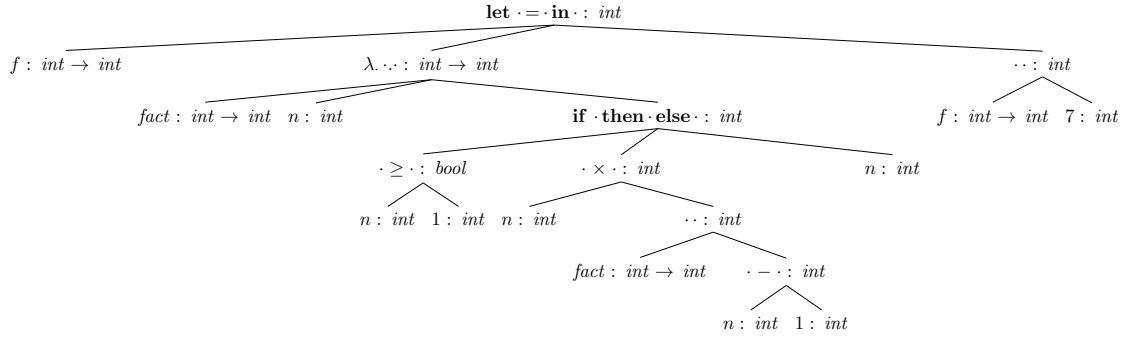 let · = · in · : int
f : int → int λ. ·.· : int → int · · : int
fact : int → int n : int if · then · else · : int f : int → int 7 : int
· ≥ · : bool · × · : int n : int
n : int 1 : int n : int · · : int
fact : int → int · − · : int
n : int 1 : int